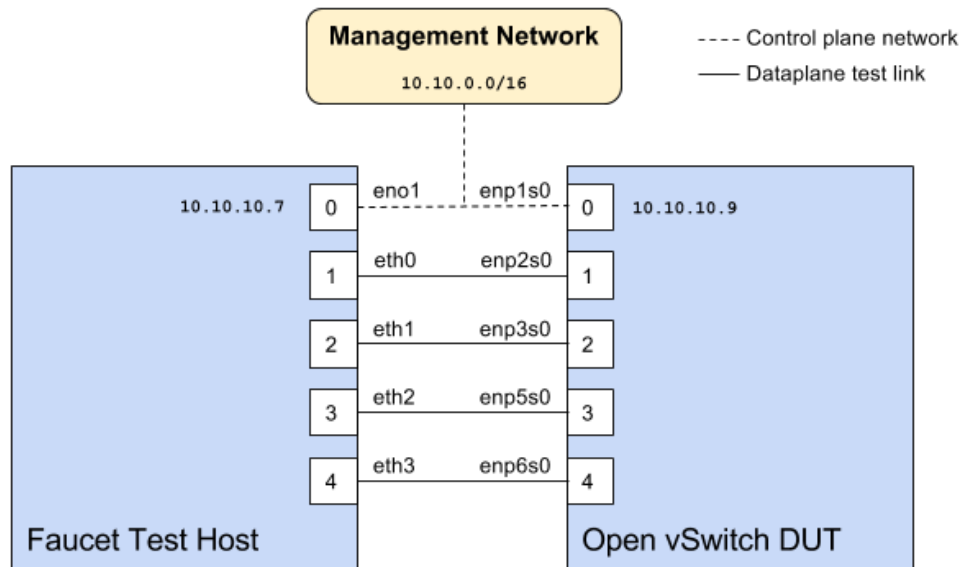 Management Network
10.10.0.0/16
Control plane network
Dataplane test link
10.10.10.7 0 eno1 enp1s0 0 10.10.10.9
1 eth0 enp2s0 1
2 eth1 enp3s0 2
3 eth2 enp5s0 3
4 eth3 enp6s0 4
Faucet Test Host
Open vSwitch DUT